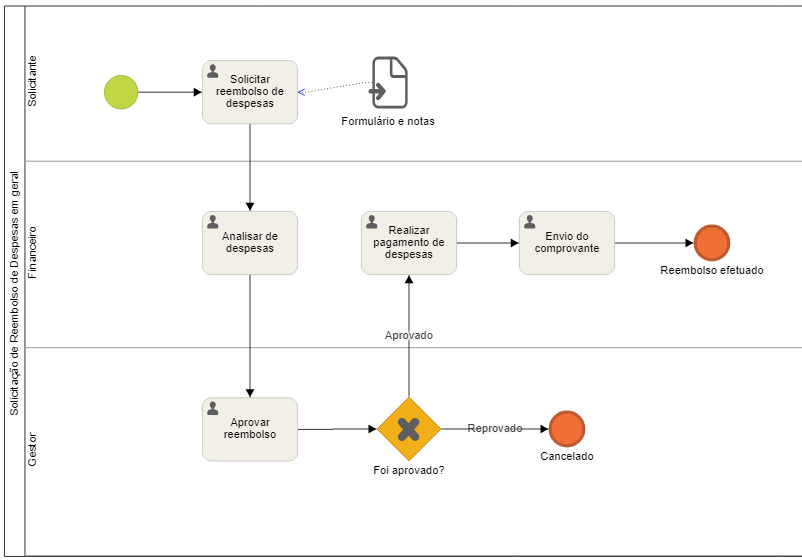 Solicitação de Reembolso de Despesas em geral
Solicitante
Solicitar
reembolso de
despesas
Formulário e notas
Financeiro
Analisar de
despesas
Realizar
pagamento de
despesas
Envio do
comprovante
Reembolso efetuado
Aprovado
Gestor
Aprovar
reembolso
Foi aprovado?
Reprovado
Cancelado